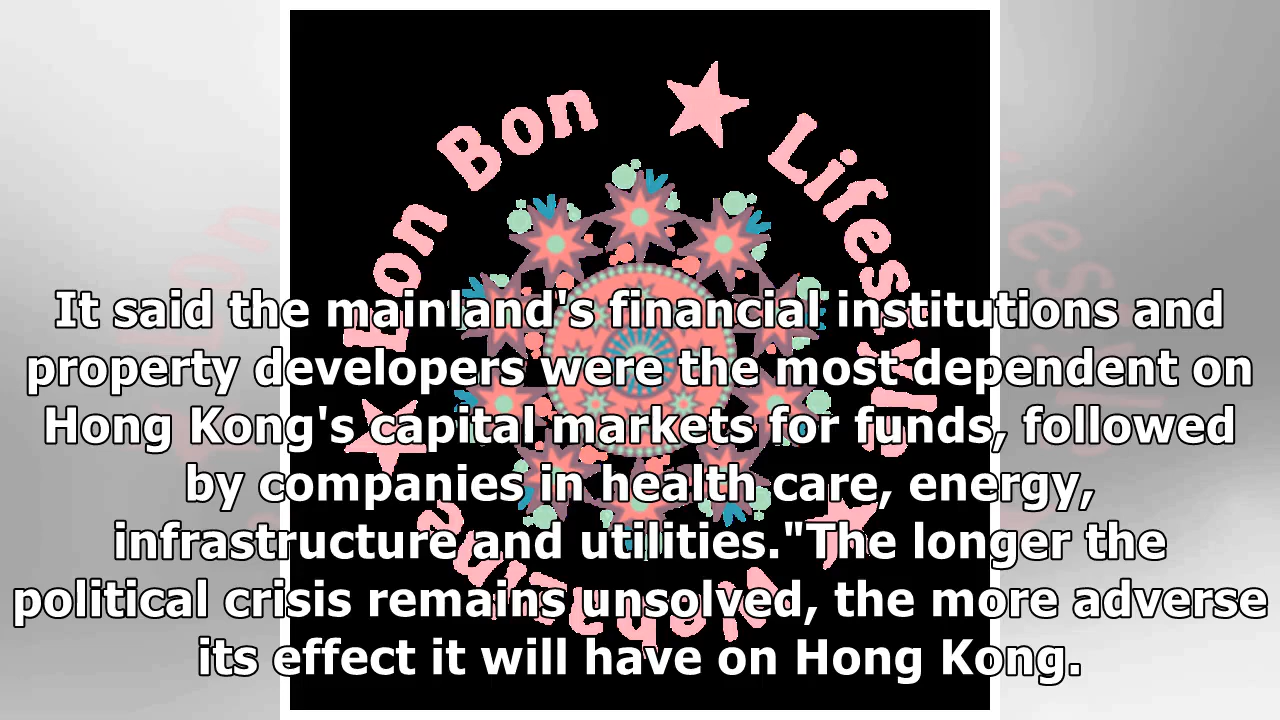 Bon Bon
Lifestyle
Webazine
It said the mainland's financial institutions and
property developers were the most dependent on
Hong Kong's capital markets for funds, followed
by companies in health care, energy,
infrastructure and utilities."The longer the
political crisis remains unsolved, the more adverse
its effect it will have on Hong Kong.